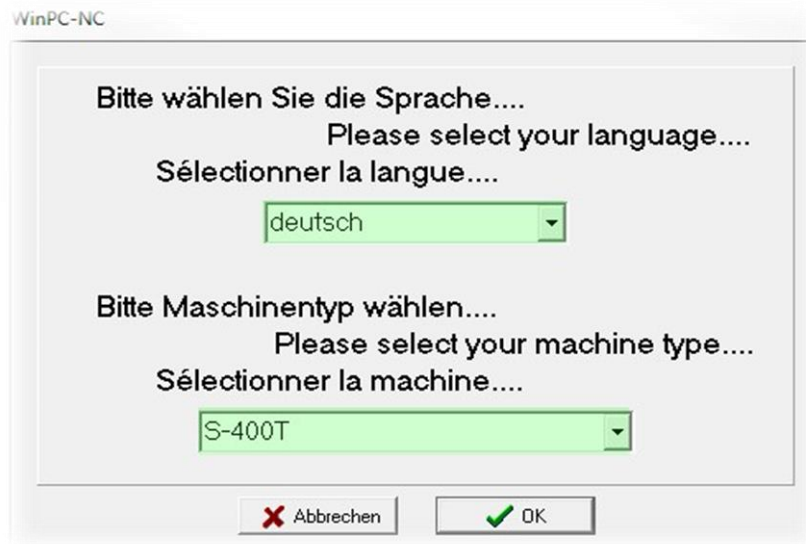 WinPC-NC
Bitte wählen Sie die Sprache....
Please select your language....
Sélectionner la langue....
deutsch
Bitte Maschinentyp wählen....
Please select your machine type....
Sélectionner la machine....
S-400T
Abbrechen
OK